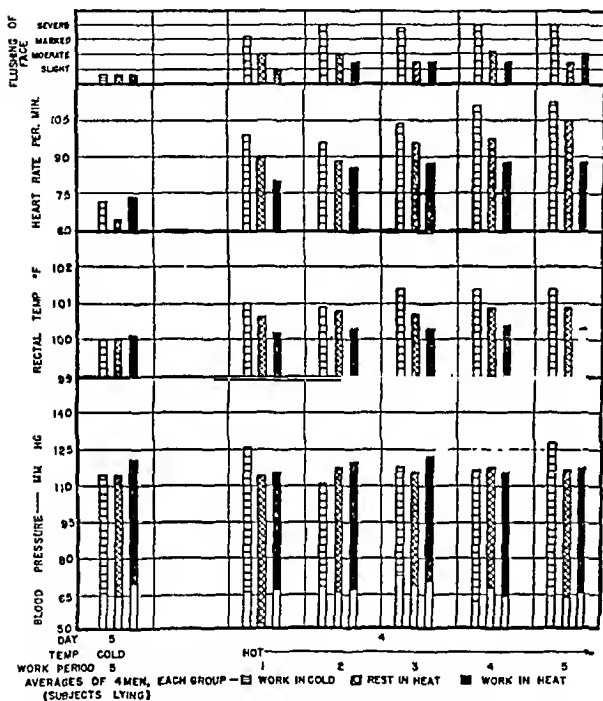 FLUSHING OF FACE
SEVERE
MARKED
MODERATE
SLIGHT
HEART RATE PER. MIN.
105
90
75
60
RECTAL TEMP °F
102
101
100
99
BLOOD PRESSURE — MM HG
140
125
110
95
80
65
50
DAY 5 4
TEMP COLD HOT
WORK PERIOD 5 1 2 3 4 5
AVERAGES OF 4 MEN, EACH GROUP — WORK IN COLD REST IN HEAT WORK IN HEAT
(SUBJECTS LYING)